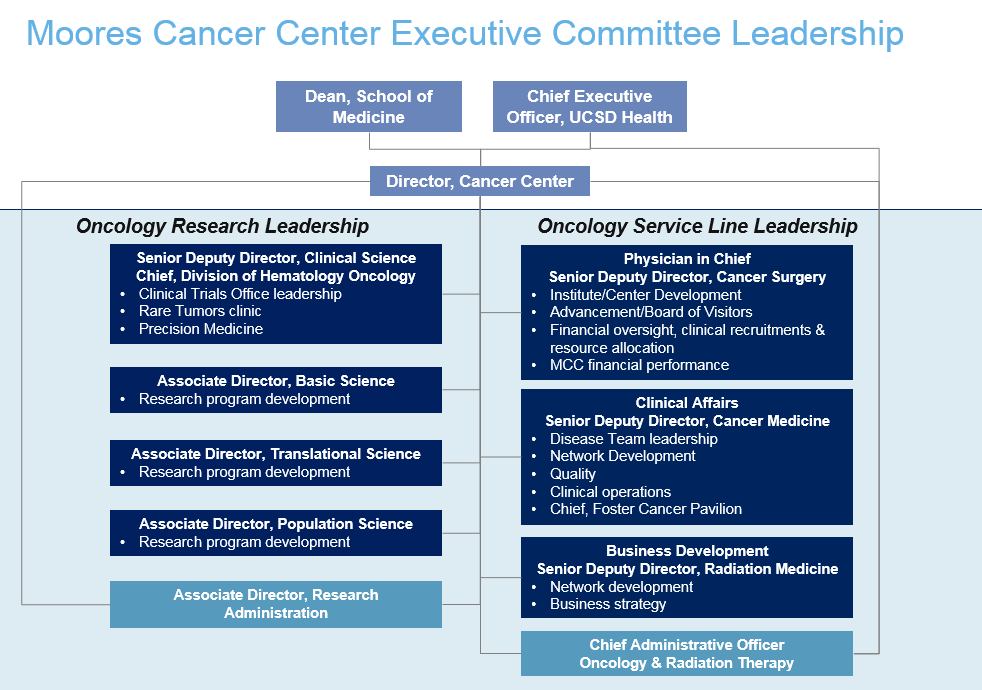 Moores Cancer Center Executive Committee Leadership
Dean, School of
Medicine
Chief Executive
Officer, UCSD Health
Director, Cancer Center
Oncology Research Leadership
Senior Deputy Director, Clinical Science
Chief, Division of Hematology Oncology
• Clinical Trials Office leadership
• Rare Tumors clinic
• Precision Medicine
Associate Director, Basic Science
• Research program development
Associate Director, Translational Science
• Research program development
Associate Director, Population Science
• Research program development
Associate Director, Research
Administration
Oncology Service Line Leadership
Physician in Chief
Senior Deputy Director, Cancer Surgery
• Institute/Center Development
• Advancement/Board of Visitors
• Financial oversight, clinical recruitments &
resource allocation
• MCC financial performance
Clinical Affairs
Senior Deputy Director, Cancer Medicine
• Disease Team leadership
• Network Development
• Quality
• Clinical operations
• Chief, Foster Cancer Pavilion
Business Development
Senior Deputy Director, Radiation Medicine
• Network development
• Business strategy
Chief Administrative Officer
Oncology & Radiation Therapy